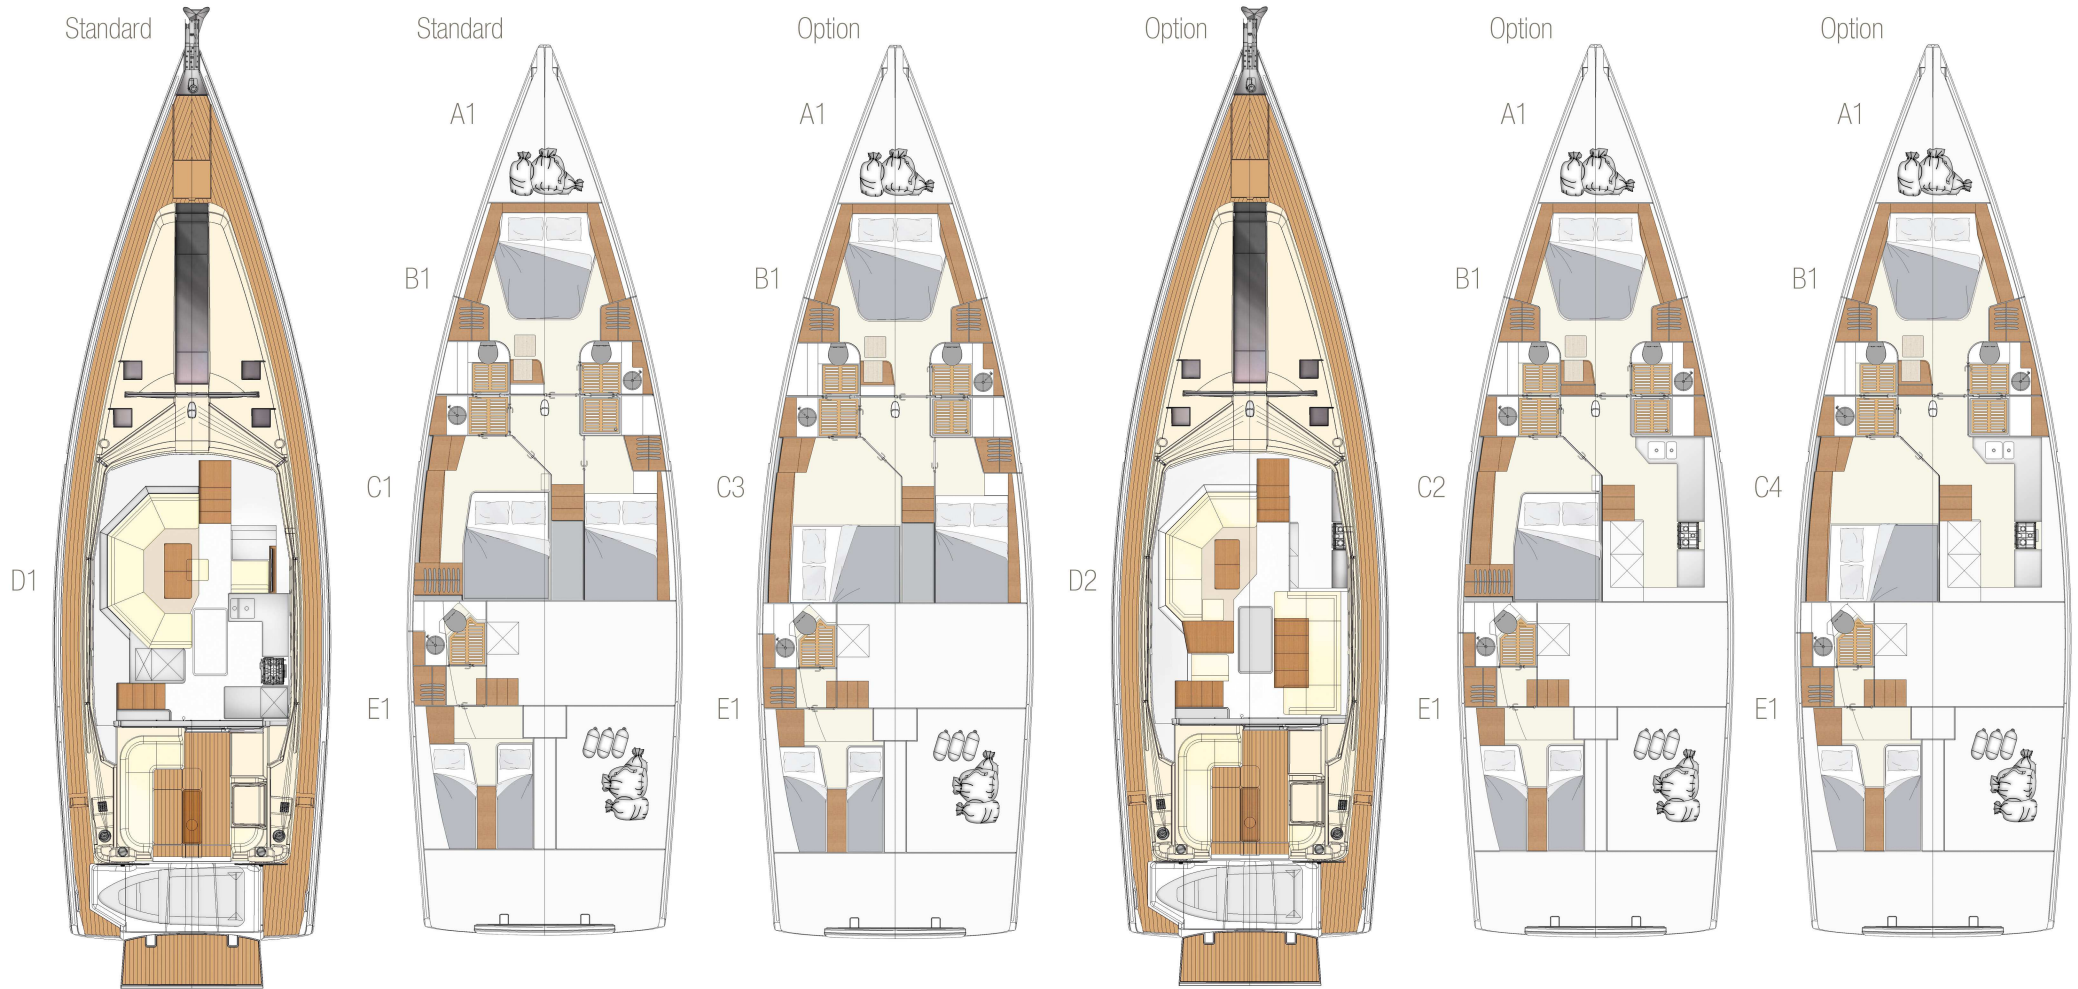 Standard
Standard
Option
Option
Option
Option
A1
A1
A1
A1
B1
B1
B1
B1
C1
C3
C2
C4
D1
D2
E1
E1
E1
E1